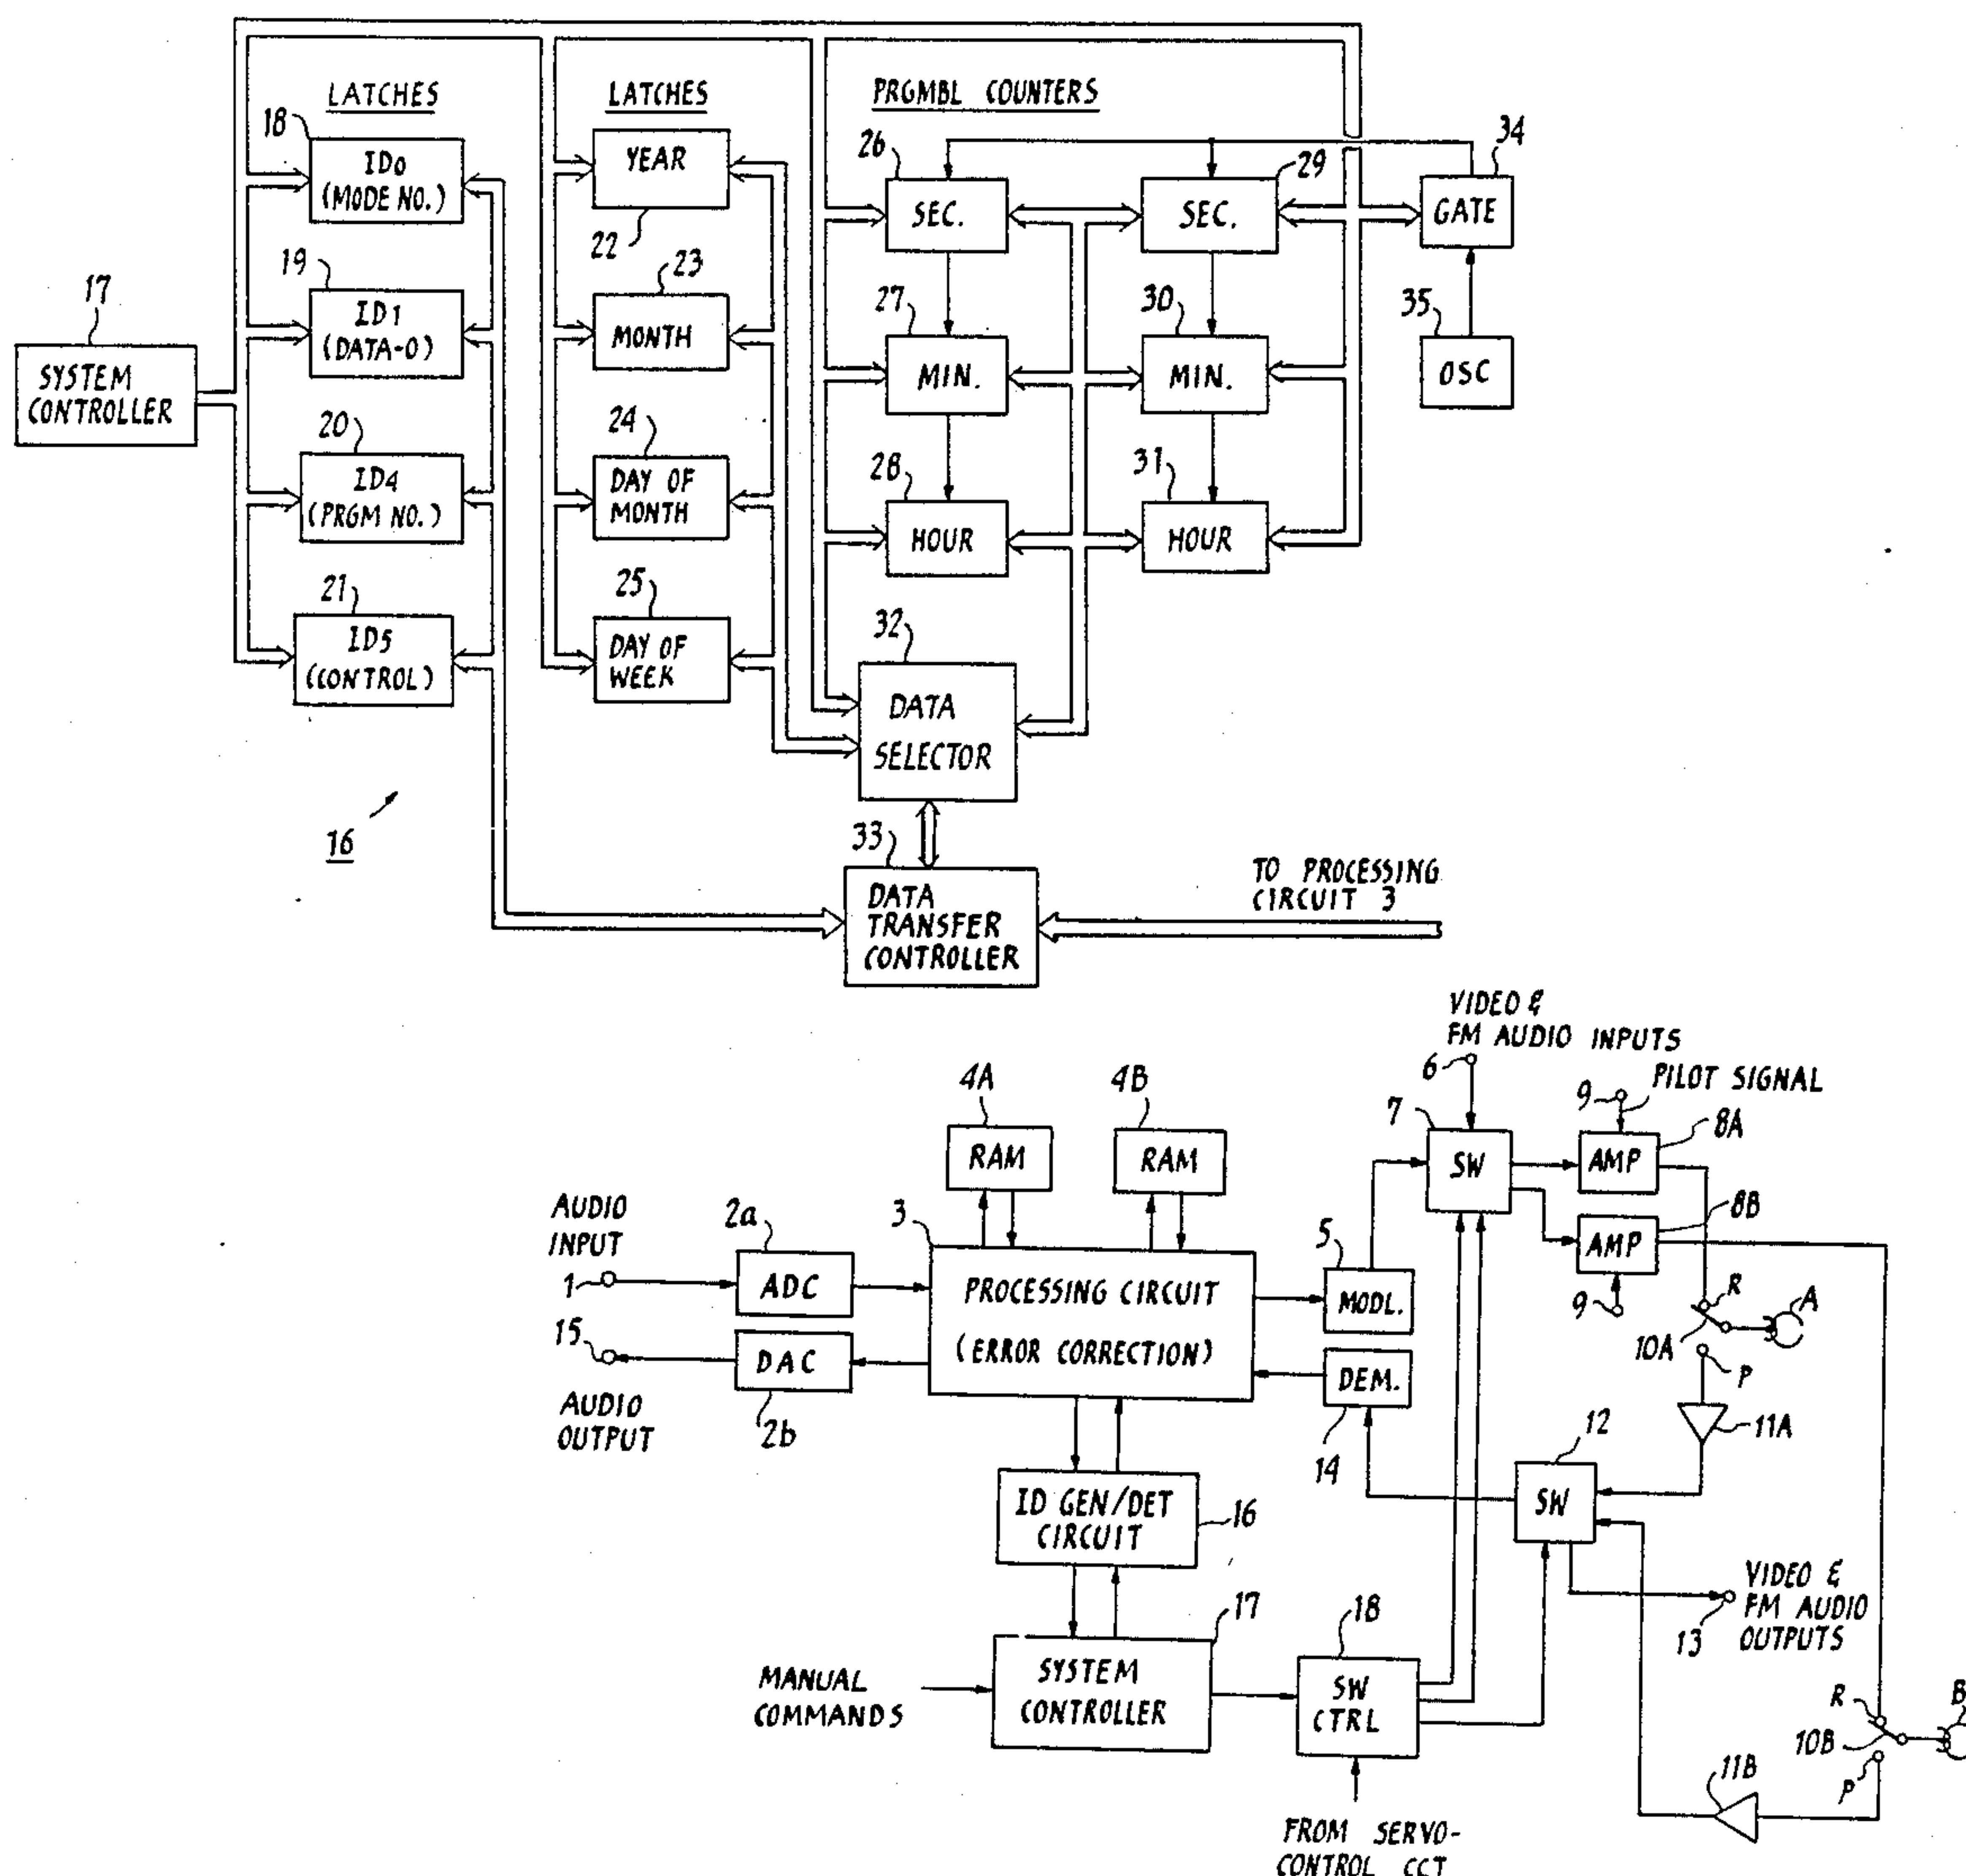 LATCHES
LATCHES
PRGMBL COUNTERS
18
ID0
(MODE NO.)
YEAR
22
26
SEC.
29
SEC.
34
GATE
17
SYSTEM
CONTROLLER
19
ID1
(DATA-0)
23
MONTH
27
MIN.
30
MIN.
35
OSC
20
ID4
(PRGM NO.)
24
DAY OF
MONTH
28
HOUR
31
HOUR
21
ID5
(CONTROL)
25
DAY OF
WEEK
32
DATA
SELECTOR
16
33
DATA
TRANSFER
CONTROLLER
TO PROCESSING
CIRCUIT 3
VIDEO &
FM AUDIO INPUTS
6
PILOT SIGNAL
9
4A
RAM
4B
RAM
7
SW
8A
AMP
8B
AMP
9
AUDIO
INPUT
1
2a
ADC
3
PROCESSING CIRCUIT
(ERROR CORRECTION)
5
MODL.
R
A
10A
P
15
DAC
2b
AUDIO
OUTPUT
DEM.
14
11A
12
SW
ID GEN/DET
CIRCUIT
16
VIDEO &
FM AUDIO
OUTPUTS
13
17
SYSTEM
CONTROLLER
MANUAL
COMMANDS
18
SW
CTRL
R
B
10B
P
11B
FROM SERVO-
CONTROL CCT